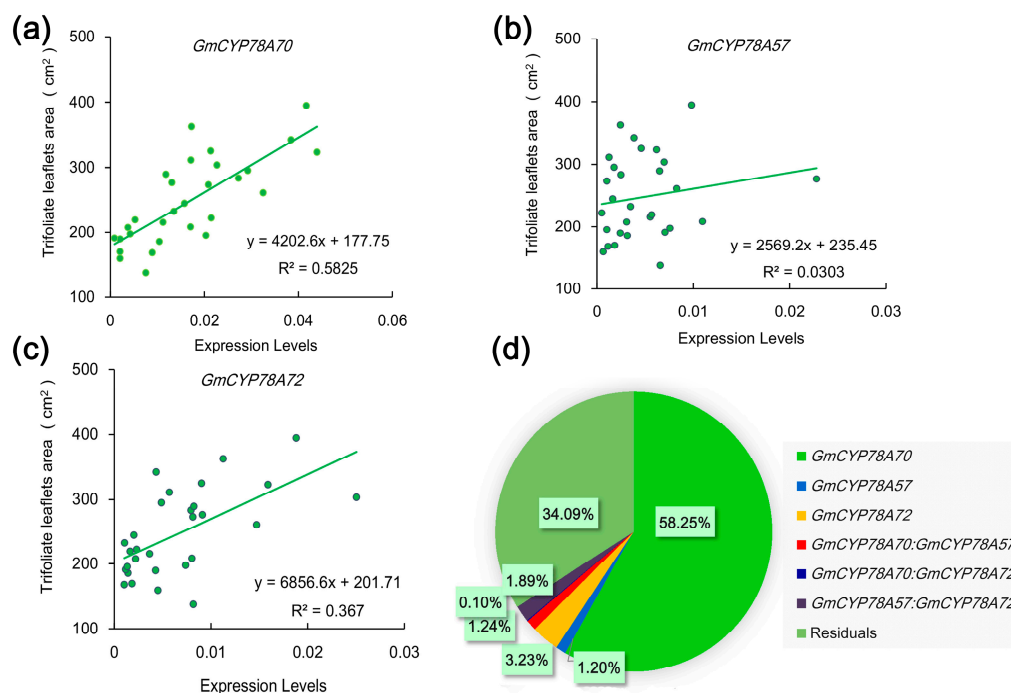 (a)
GmCYP78A70
Trifoliate leaflets area ( cm²)
500
400
300
200
100
y = 4202.6x + 177.75
R² = 0.5825
0
0.02
0.04
0.06
Expression Levels
(b)
GmCYP78A57
Trifoliate leaflets area ( cm²)
500
400
300
200
100
y = 2569.2x + 235.45
R² = 0.0303
0
0.01
0.02
0.03
Expression Levels
(c)
GmCYP78A72
Trifoliate leaflets area ( cm²)
500
400
300
200
100
y = 6856.6x + 201.71
R² = 0.367
0
0.01
0.02
0.03
Expression Levels
(d)
34.09%
58.25%
1.89%
0.10%
1.24%
3.23%
1.20%
GmCYP78A70
GmCYP78A57
GmCYP78A72
GmCYP78A70:GmCYP78A57
GmCYP78A70:GmCYP78A72
GmCYP78A57:GmCYP78A72
Residuals